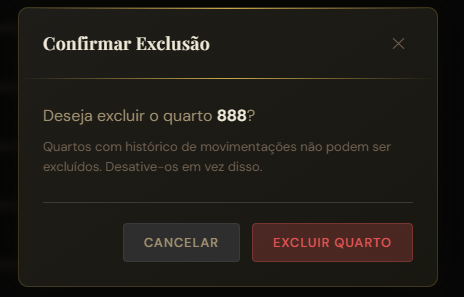 Confirmar Exclusão
Deseja excluir o quarto 888?
Quartos com histórico de movimentações não podem ser
excluídos. Desative-os em vez disso.
CANCELAR
EXCLUIR QUARTO